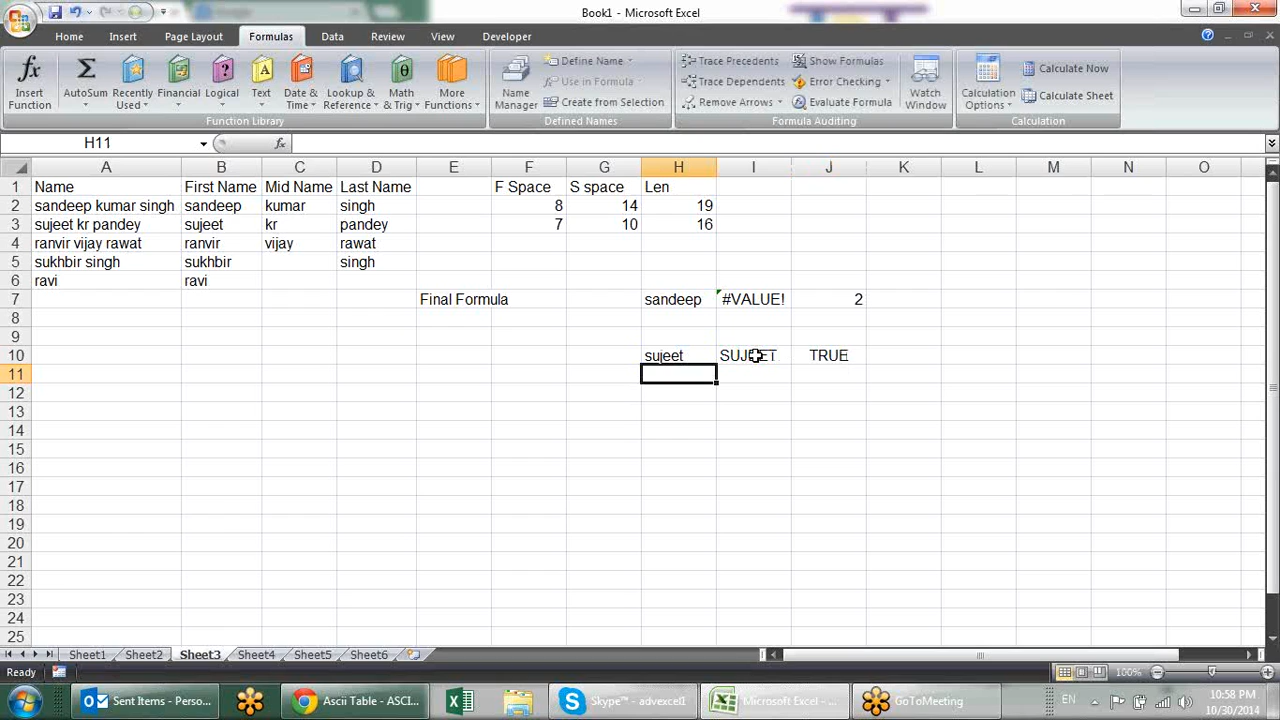 Book1 - Microsoft Excel
Home Insert Page Layout Formulas Data Review View Developer
Insert Function
AutoSum
Recently Used
Financial
Logical
Text
Date & Time
Lookup & Reference
Math & Trig
More Functions
Function Library
Name Manager
Define Name
Use in Formula
Create from Selection
Defined Names
Trace Precedents
Trace Dependents
Remove Arrows
Show Formulas
Error Checking
Evaluate Formula
Formula Auditing
Watch Window
Calculation Options
Calculate Now
Calculate Sheet
Calculation
H11 fx
A B C D E F G H I J K L M N O
1 Name First Name Mid Name Last Name F Space S space Len
2 sandeep kumar singh sandeep kumar singh 8 14 19
3 sujeet kr pandey sujeet kr pandey 7 10 16
4 ranvir vijay rawat ranvir vijay rawat
5 sukhbir singh sukhbir singh
6 ravi ravi
7 Final Formula sandeep #VALUE! 2
8
9
10 sujeet SUJEET TRUE
11
12
13
14
15
16
17
18
19
20
21
22
23
24
25
Sheet1 Sheet2 Sheet3 Sheet4 Sheet5 Sheet6
Ready 100%
Sent Items - Perso... Ascii Table - ASCI... Skype™ - advexcel1 Microsoft Excel - ... GoToMeeting EN 10:58 PM
10/30/2014